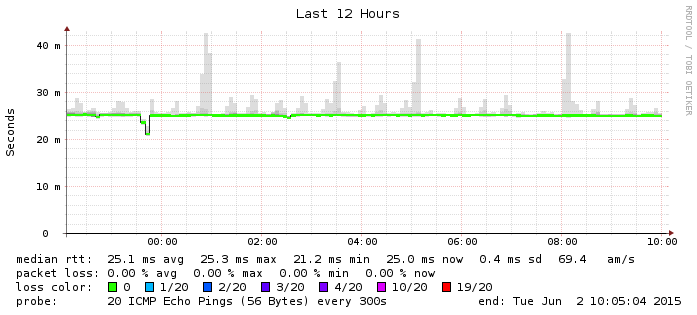 Last 12 Hours
RRDTOOL / TOBI OETIKER
Seconds
40 m
30 m
20 m
10 m
0
00:00 02:00 04:00 06:00 08:00 10:00
median rtt: 25.1 ms avg 25.3 ms max 21.2 ms min 25.0 ms now 0.4 ms sd 69.4 am/s
packet loss: 0.00 % avg 0.00 % max 0.00 % min 0.00 % now
loss color: 0 1/20 2/20 3/20 4/20 10/20 19/20
probe: 20 ICMP Echo Pings (56 Bytes) every 300s end: Tue Jun 2 10:05:04 2015